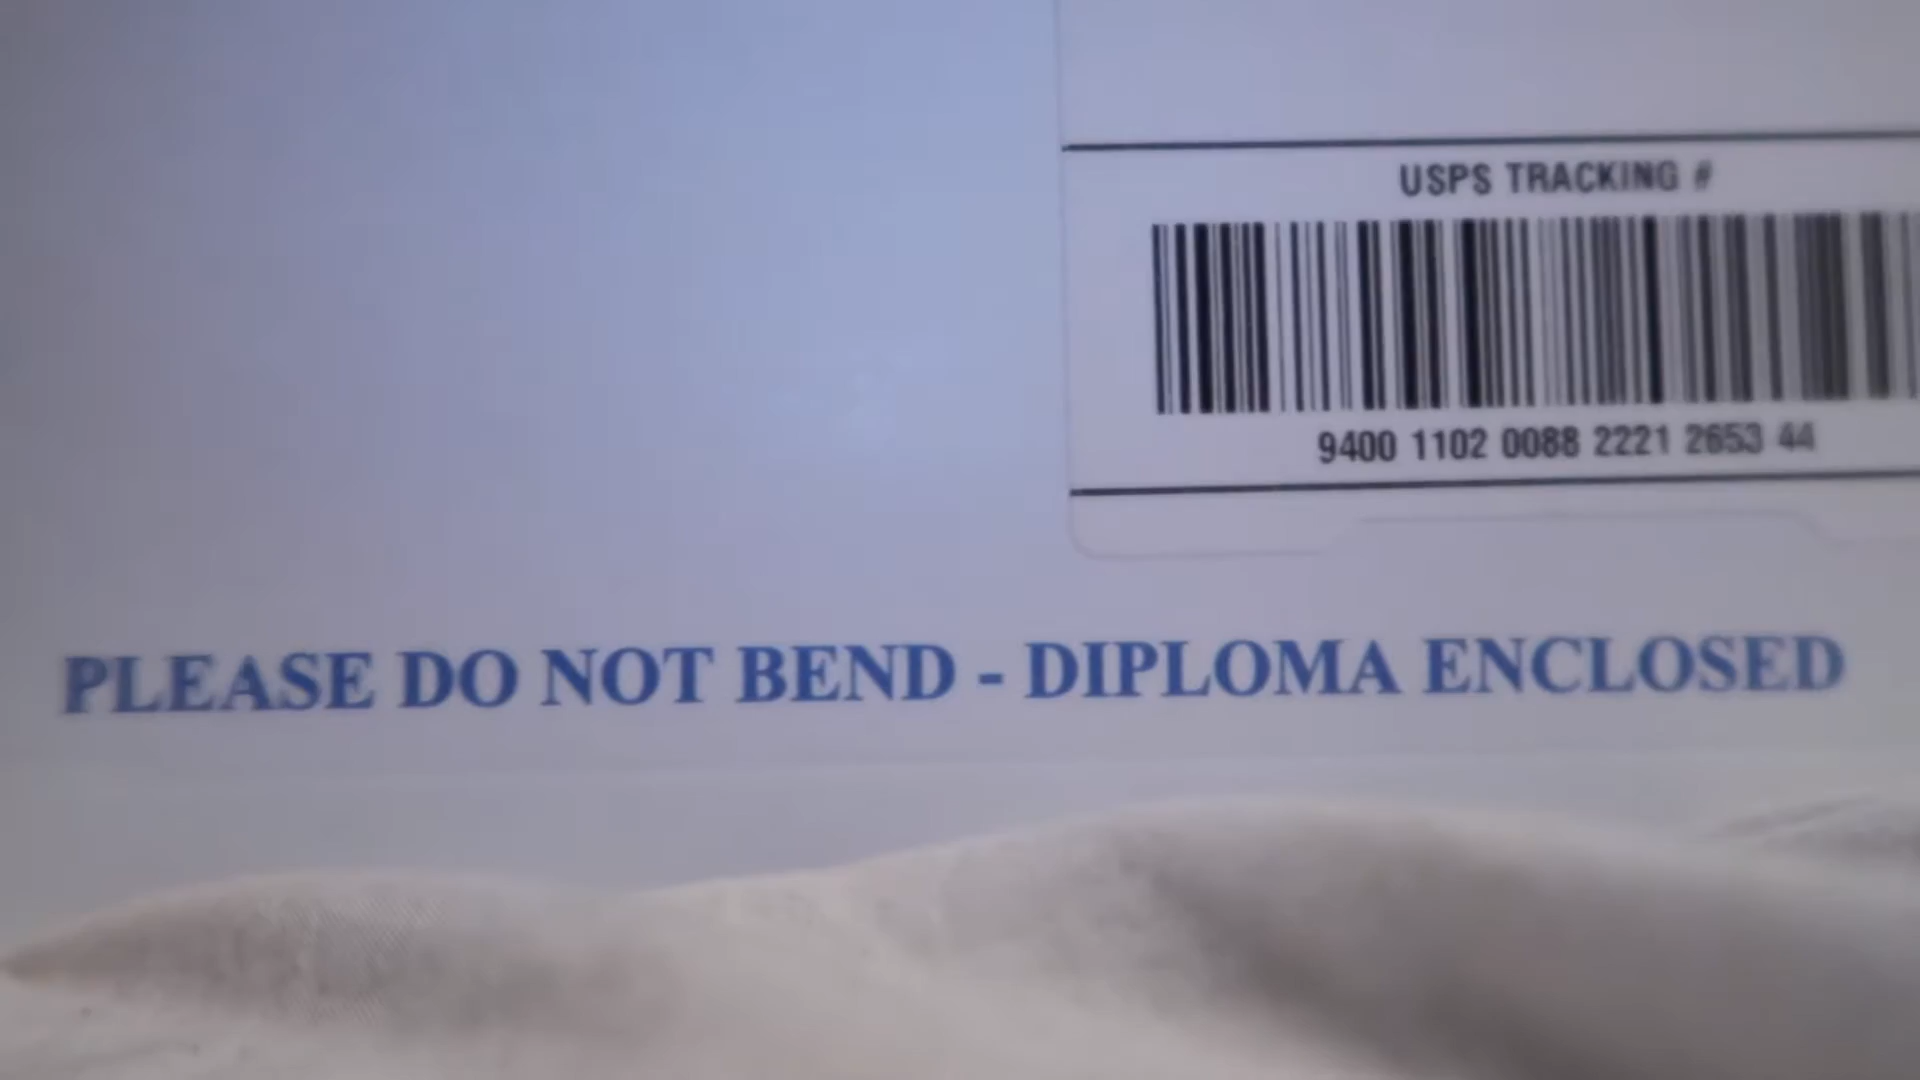 USPS TRACKING #
9400 1102 0088 2221 2653 44
PLEASE DO NOT BEND - DIPLOMA ENCLOSED